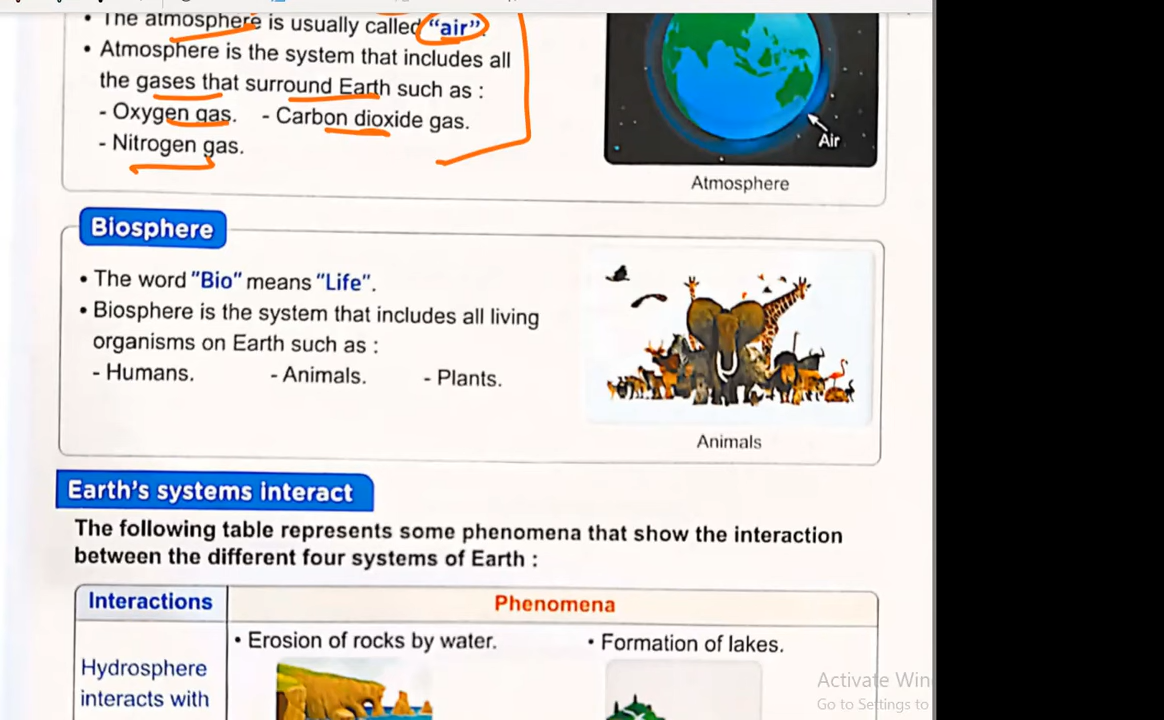 • The atmosphere is usually called "air".
• Atmosphere is the system that includes all
the gases that surround Earth such as :
- Oxygen gas. - Carbon dioxide gas.
- Nitrogen gas.
Air
Atmosphere
Biosphere
• The word "Bio" means "Life".
• Biosphere is the system that includes all living
organisms on Earth such as :
- Humans. - Animals. - Plants.
Animals
Earth's systems interact
The following table represents some phenomena that show the interaction
between the different four systems of Earth :
Interactions Phenomena
• Erosion of rocks by water. • Formation of lakes.
Hydrosphere
interacts with
Activate Win
Go to Settings to